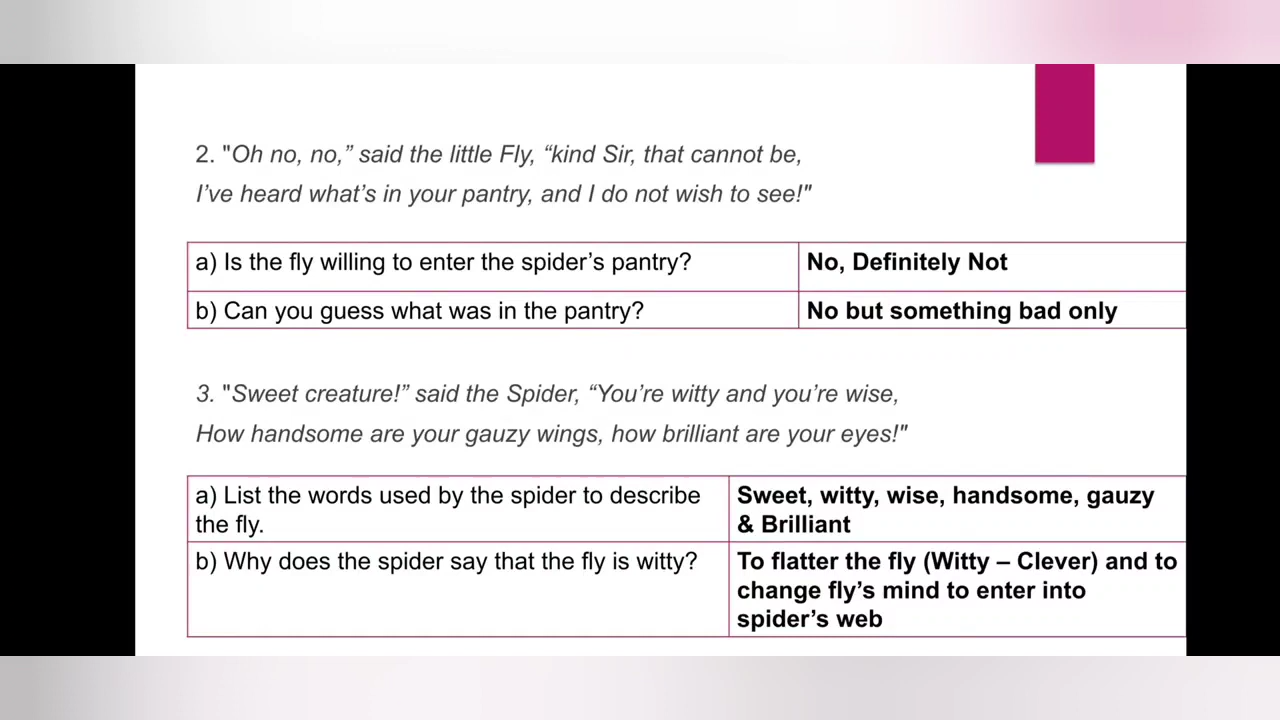 2. "Oh no, no,” said the little Fly, “kind Sir, that cannot be,
I’ve heard what’s in your pantry, and I do not wish to see!"
a) Is the fly willing to enter the spider’s pantry?
No, Definitely Not
b) Can you guess what was in the pantry?
No but something bad only
3. "Sweet creature!” said the Spider, “You’re witty and you’re wise,
How handsome are your gauzy wings, how brilliant are your eyes!"
a) List the words used by the spider to describe
the fly.
Sweet, witty, wise, handsome, gauzy
& Brilliant
b) Why does the spider say that the fly is witty?
To flatter the fly (Witty – Clever) and to
change fly’s mind to enter into
spider’s web